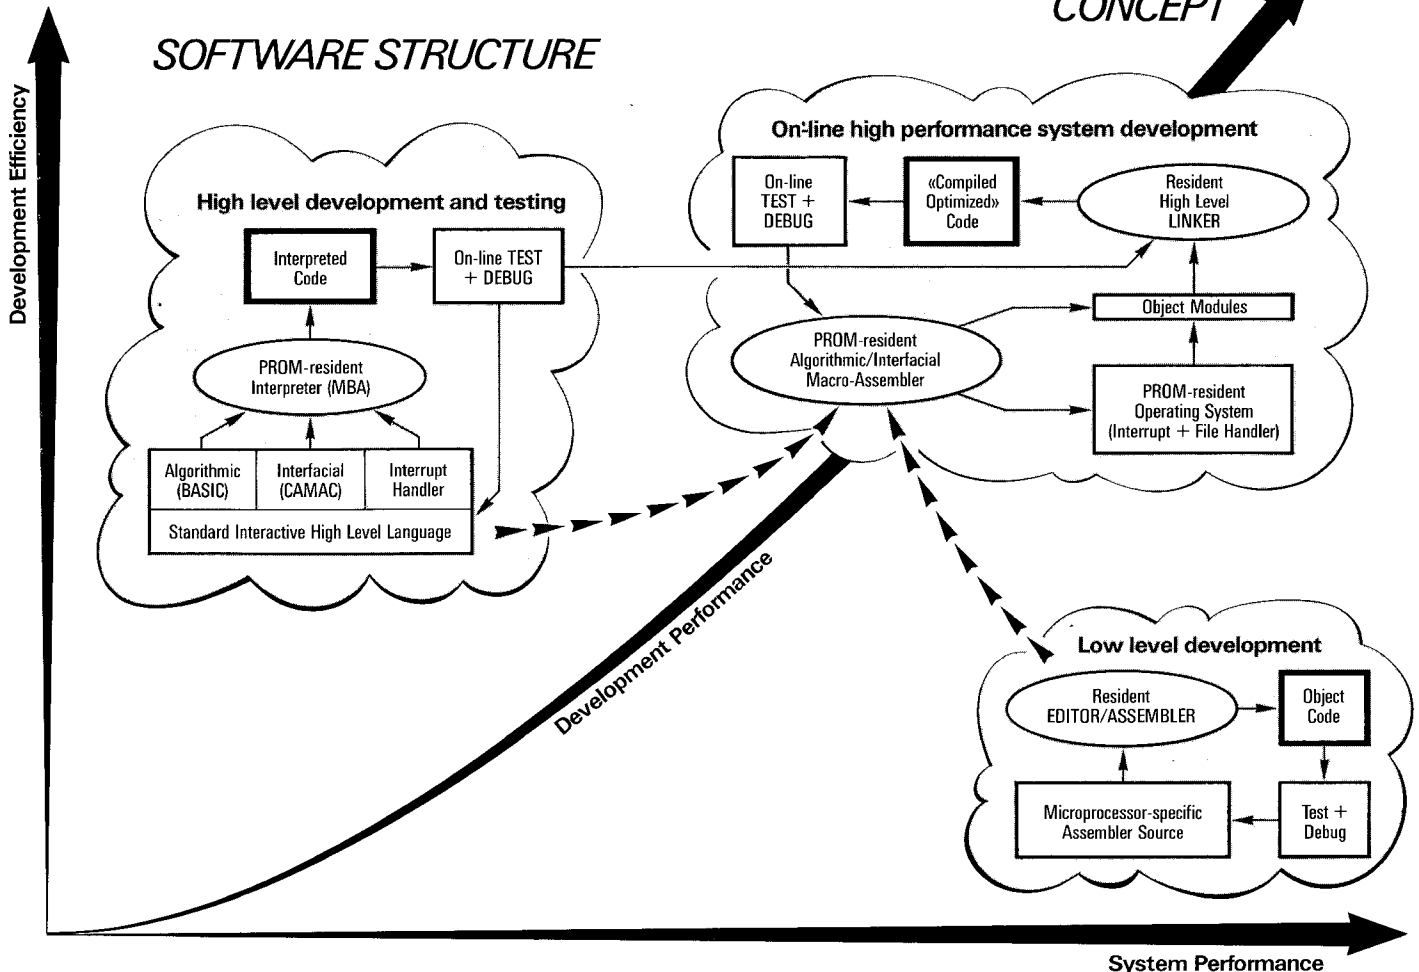 CONCEPT
SOFTWARE STRUCTURE
Development Efficiency
High level development and testing
Interpreted
Code
On-line TEST
+ DEBUG
PROM-resident
Interpreter (MBA)
Algorithmic
(BASIC)
Interfacial
(CAMAC)
Interrupt
Handler
Standard Interactive High Level Language
On-line high performance system development
On-line
TEST +
DEBUG
«Compiled
Optimized»
Code
Resident
High Level
LINKER
Object Modules
PROM-resident
Algorithmic/Interfacial
Macro-Assembler
PROM-resident
Operating System
(Interrupt + File Handler)
Development Performance
Low level development
Resident
EDITOR/ASSEMBLER
Object
Code
Microprocessor-specific
Assembler Source
Test +
Debug
System Performance